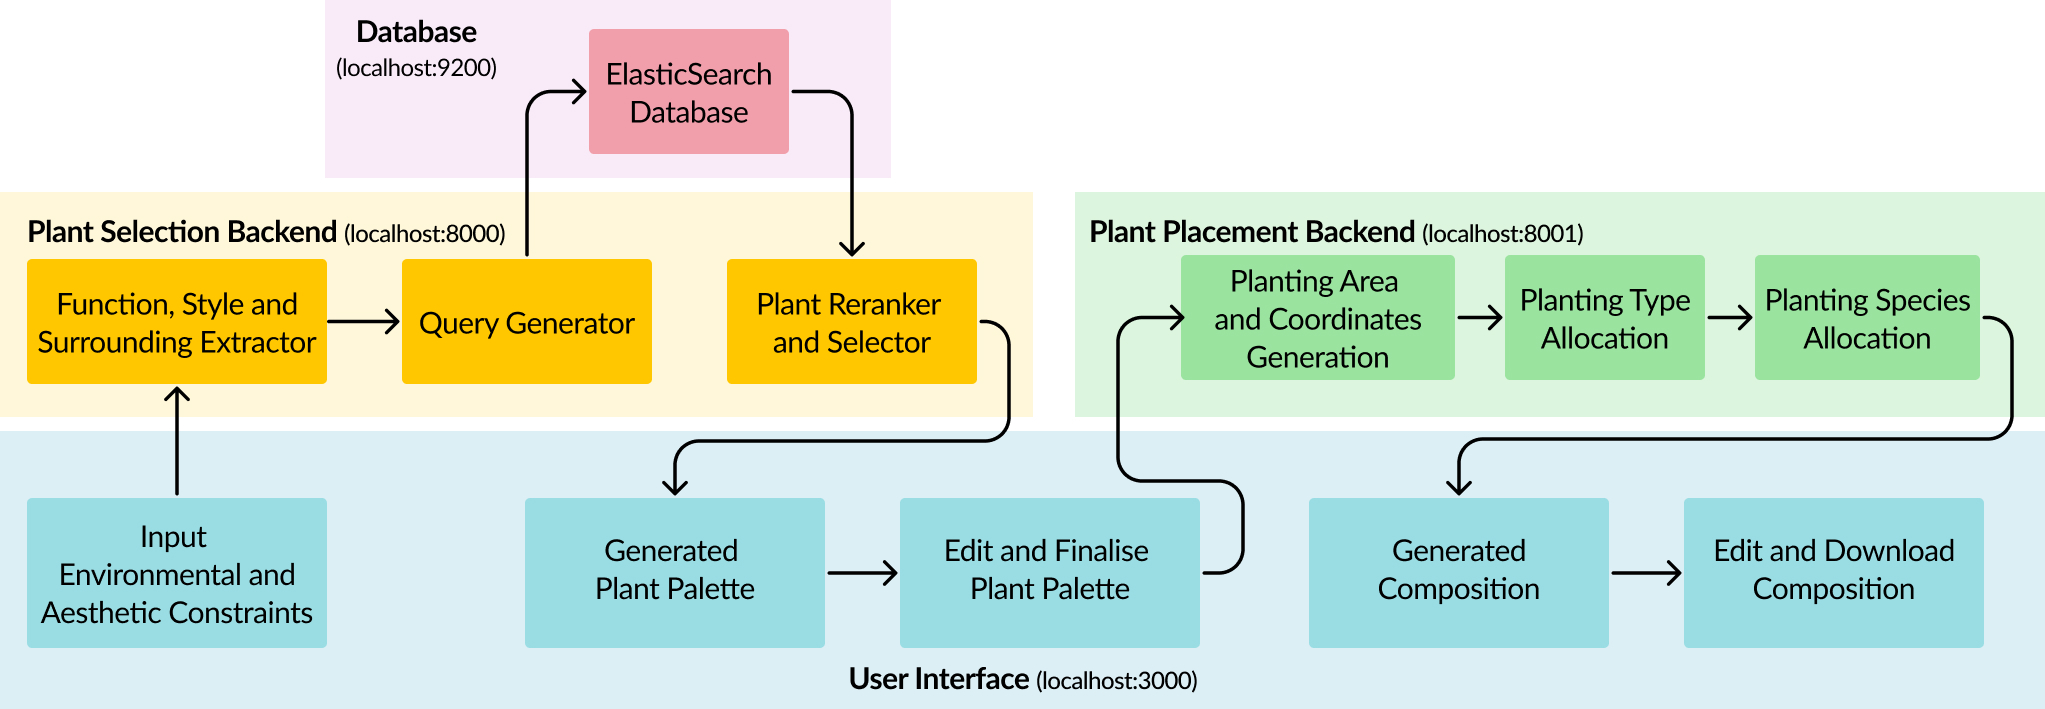 Database
(localhost:9200)
ElasticSearch
Database
Plant Selection Backend (localhost:8000)
Function, Style and
Surrounding Extractor
Query Generator
Plant Reranker
and Selector
Plant Placement Backend (localhost:8001)
Planting Area
and Coordinates
Generation
Planting Type
Allocation
Planting Species
Allocation
Input
Environmental and
Aesthetic Constraints
Generated
Plant Palette
Edit and Finalise
Plant Palette
Generated
Composition
Edit and Download
Composition
User Interface (localhost:3000)